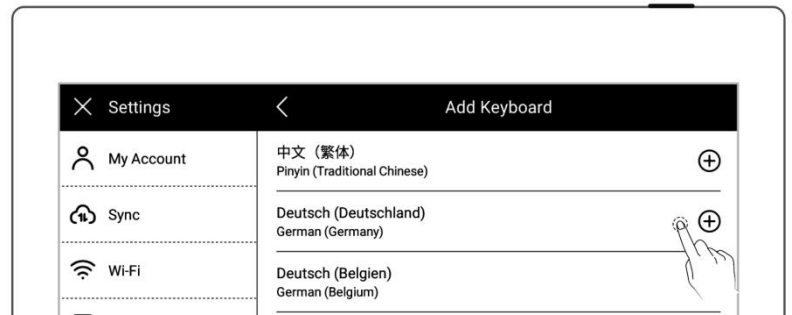 Settings
Add Keyboard
My Account
Sync
Wi-Fi
中文（繁体）
Pinyin (Traditional Chinese)
Deutsch (Deutschland)
German (Germany)
Deutsch (Belgien)
German (Belgium)